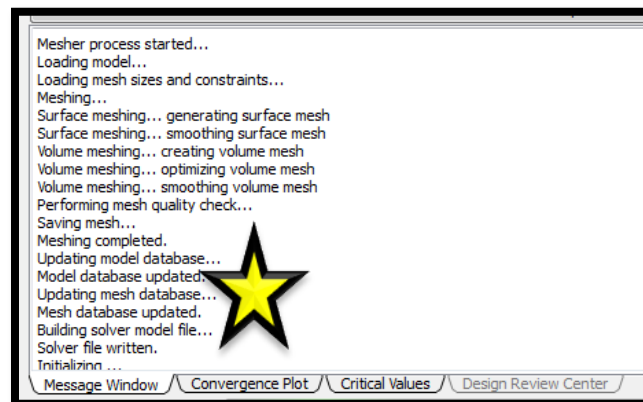 Mesher process started...
Loading model...
Loading mesh sizes and constraints...
Meshing...
Surface meshing... generating surface mesh
Surface meshing... smoothing surface mesh
Volume meshing... creating volume mesh
Volume meshing... optimizing volume mesh
Volume meshing... smoothing volume mesh
Performing mesh quality check...
Saving mesh...
Meshing completed.
Updating model database...
Model database updated.
Updating mesh database...
Mesh database updated.
Building solver model file...
Solver file written.
Initializing ...
Message Window Convergence Plot Critical Values Design Review Center